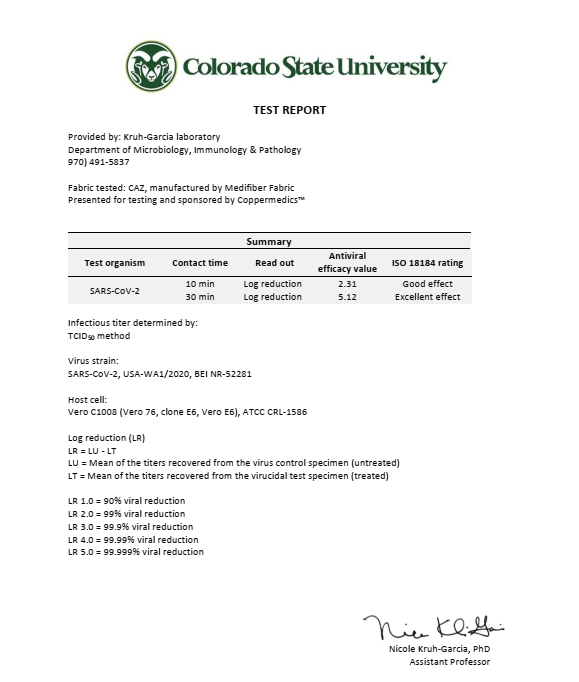 Colorado State University
TEST REPORT
Provided by: Kruh-Garcia laboratory
Department of Microbiology, Immunology & Pathology
970) 491-5837
Fabric tested: CAZ, manufactured by Medifiber Fabric
Presented for testing and sponsored by Coppermedics™
Summary
Test organism Contact time Read out Antiviral efficacy value ISO 18184 rating
SARS-CoV-2 10 min Log reduction 2.31 Good effect
30 min Log reduction 5.12 Excellent effect
Infectious titer determined by:
TCID₅₀ method
Virus strain:
SARS-CoV-2, USA-WA1/2020, BEI NR-52281
Host cell:
Vero C1008 (Vero 76, clone E6, Vero E6), ATCC CRL-1586
Log reduction (LR)
LR = LU - LT
LU = Mean of the titers recovered from the virus control specimen (untreated)
LT = Mean of the titers recovered from the virucidal test specimen (treated)
LR 1.0 = 90% viral reduction
LR 2.0 = 99% viral reduction
LR 3.0 = 99.9% viral reduction
LR 4.0 = 99.99% viral reduction
LR 5.0 = 99.999% viral reduction
Nicole Kruh-Garcia, PhD
Assistant Professor